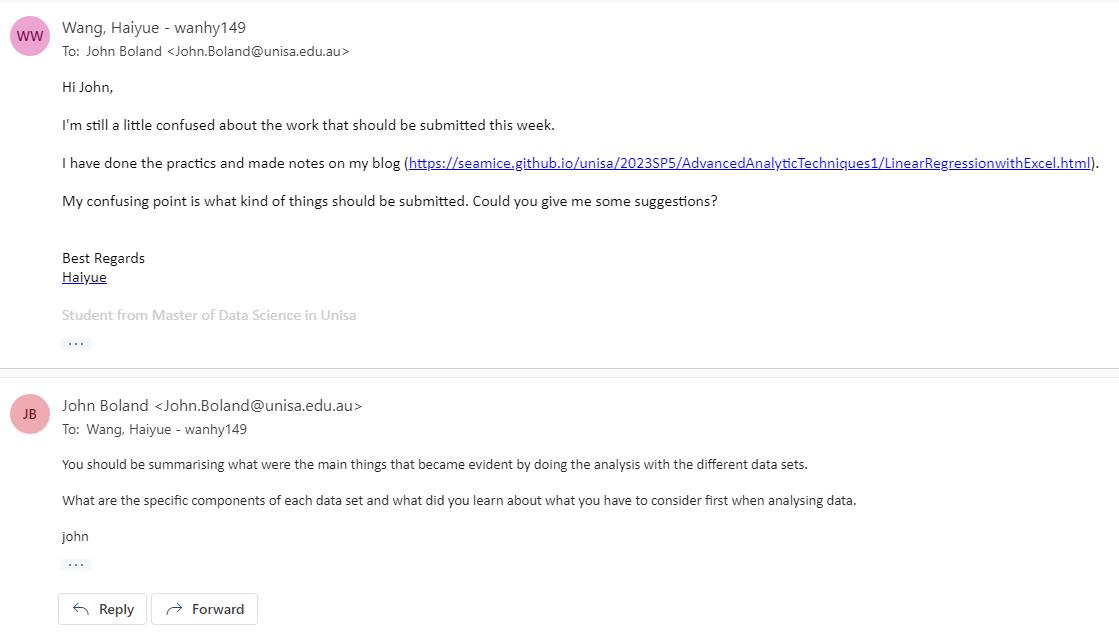 WW
Wang, Haiyue - wanhy149
To: John Boland <John.Boland@unisa.edu.au>
Hi John,
I'm still a little confused about the work that should be submitted this week.
I have done the practics and made notes on my blog (https://seamice.github.io/unisa/2023SP5/AdvancedAnalyticTechniques1/LinearRegressionwithExcel.html).
My confusing point is what kind of things should be submitted. Could you give me some suggestions?
Best Regards
Haiyue
Student from Master of Data Science in Unisa
...
JB
John Boland <John.Boland@unisa.edu.au>
To: Wang, Haiyue - wanhy149
You should be summarising what were the main things that became evident by doing the analysis with the different data sets.
What are the specific components of each data set and what did you learn about what you have to consider first when analysing data.
john
...
Reply Forward